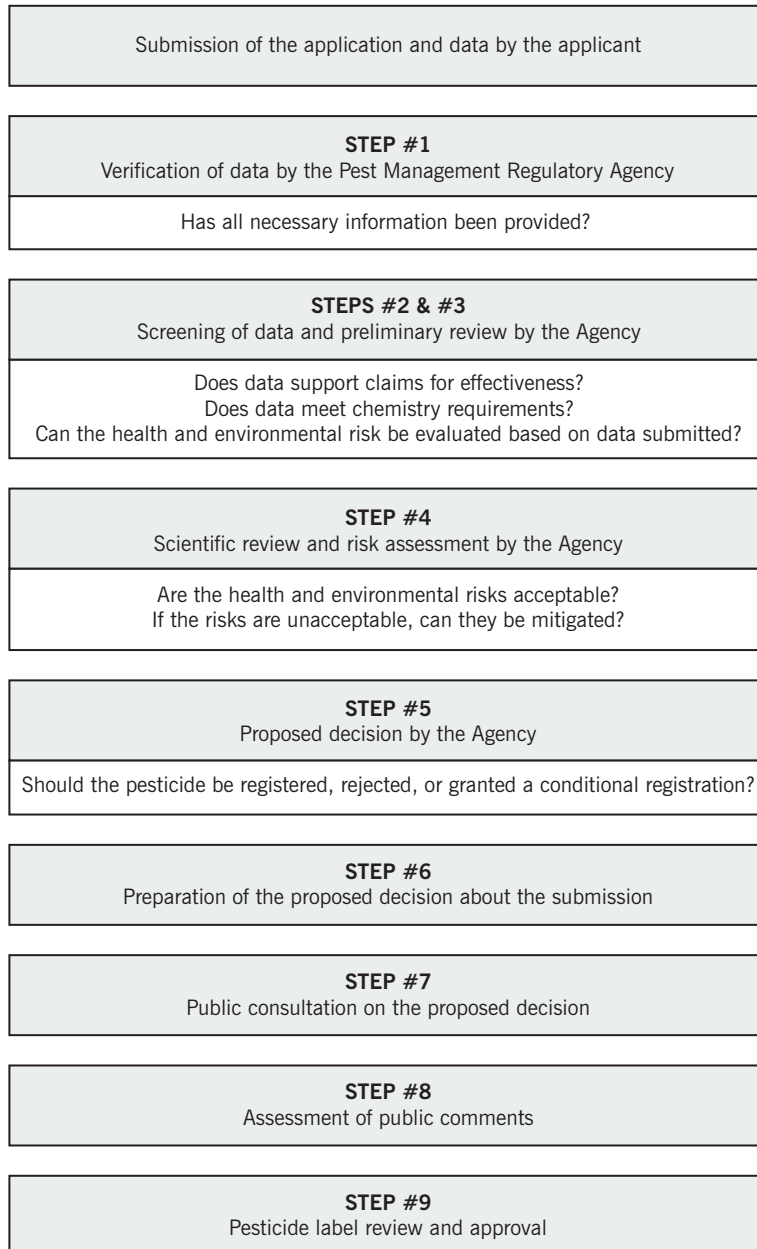 Submission of the application and data by the applicant
STEP #1
Verification of data by the Pest Management Regulatory Agency
Has all necessary information been provided?
STEPS #2 & #3
Screening of data and preliminary review by the Agency
Does data support claims for effectiveness?
Does data meet chemistry requirements?
Can the health and environmental risk be evaluated based on data submitted?
STEP #4
Scientific review and risk assessment by the Agency
Are the health and environmental risks acceptable?
If the risks are unacceptable, can they be mitigated?
STEP #5
Proposed decision by the Agency
Should the pesticide be registered, rejected, or granted a conditional registration?
STEP #6
Preparation of the proposed decision about the submission
STEP #7
Public consultation on the proposed decision
STEP #8
Assessment of public comments
STEP #9
Pesticide label review and approval